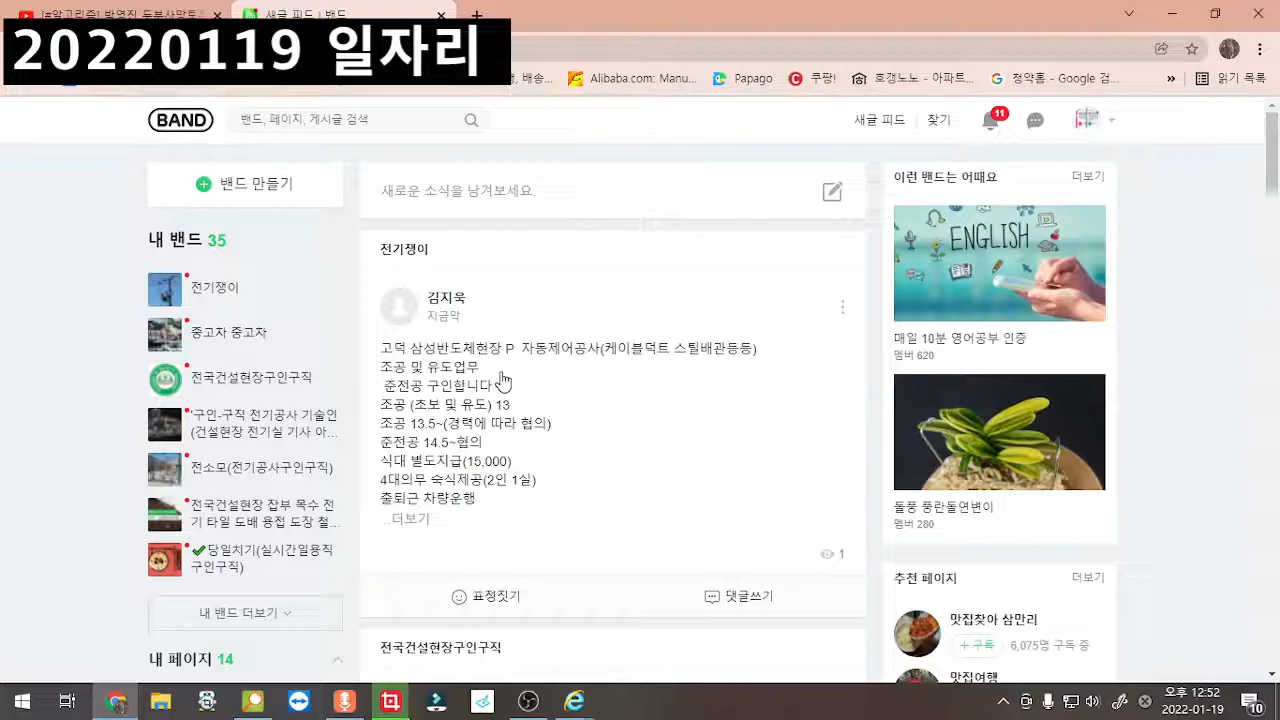 새글 피드 | 밴드
20220119 일자리
배송...
Alibaba.com: Manu...
Papago
쿠팡!
호갱노노 - 아파트...
청약홈 - Google 검...
»
읽기 목록
BAND
밴드, 페이지, 게시글 검색
새글 피드
찾기
11
밴드 만들기
내 밴드 35
전기쟁이
중고차 중고차
전국건설현장구인구직
'구인-구직 전기공사 기술인
(건설현장 전기실 기사 아...
전소모(전기공사구인구직)
전국건설현장 잡부 목수 전
기 타일 도배 용접 도장 철...
당일치기(실시간일용직
구인구직)
내 밴드 더보기
내 페이지 14
새로운 소식을 남겨보세요.
전기쟁이
김지욱
지금막
고덕 삼성반도체현장 P 자동제어공사(케이블덕트 스틸배관등등)
조공 및 유도업무
준전공 구인합니다
조공 (초보 및 유도) 13
조공 13.5~(경력에 따라 협의)
준전공 14.5~협의
식대 별도지급(15,000)
4대의무 숙식제공(2인 1실)
출퇴근 차량운행
...더보기
1
표정짓기
댓글쓰기
전국건설현장구인구직
이런 밴드는 어때요
더보기
ENGLISH
매일 10분 영어공부 인증
멤버 620
돌풍 풍란돌연변이
멤버 280
추천 페이지
더보기
맛집찾아 삼만리
+ 구독
6,075명 구독 중
맛집여행
오후 12:52
2022-01-19
10